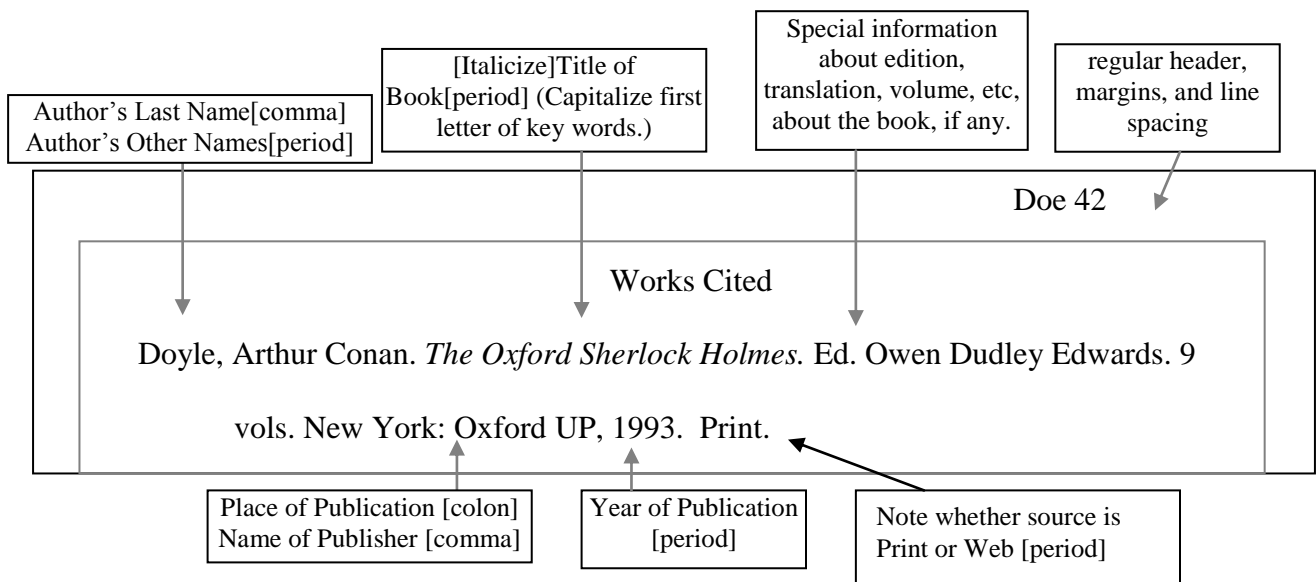 Author's Last Name[comma]
Author's Other Names[period]
[Italicize]Title of
Book[period] (Capitalize first
letter of key words.)
Special information
about edition,
translation, volume, etc,
about the book, if any.
regular header,
margins, and line
spacing
Doe 42
Works Cited
Doyle, Arthur Conan. The Oxford Sherlock Holmes. Ed. Owen Dudley Edwards. 9
vols. New York: Oxford UP, 1993.  Print.
Place of Publication [colon]
Name of Publisher [comma]
Year of Publication
[period]
Note whether source is
Print or Web [period]